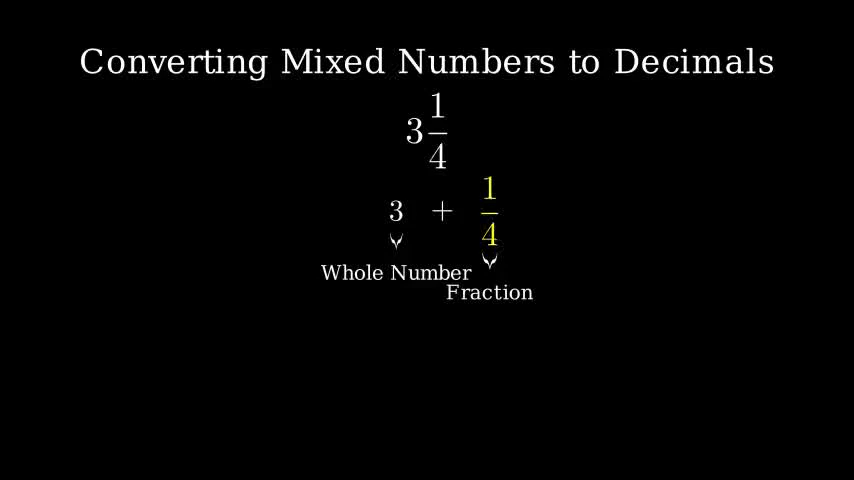 Converting Mixed Numbers to Decimals
3 1/4
3 + 1/4
Whole Number
Fraction